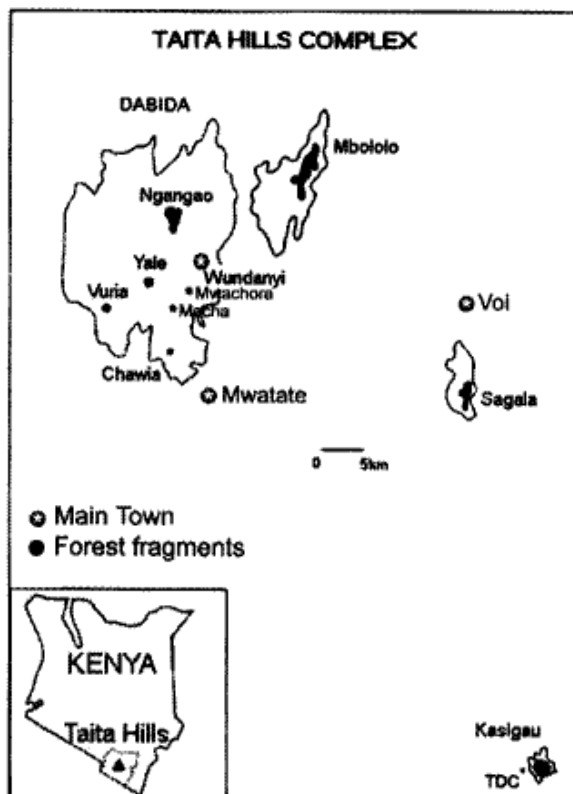 TAITA HILLS COMPLEX
DABIDA
Mbololo
Ngangao
Yale
Wundanyi
Vuria
Mwachora
Macha
Voi
Chawia
Mwatate
Sagala
0 5km
Main Town
Forest fragments
KENYA
Taita Hills
Kasigau
TDC